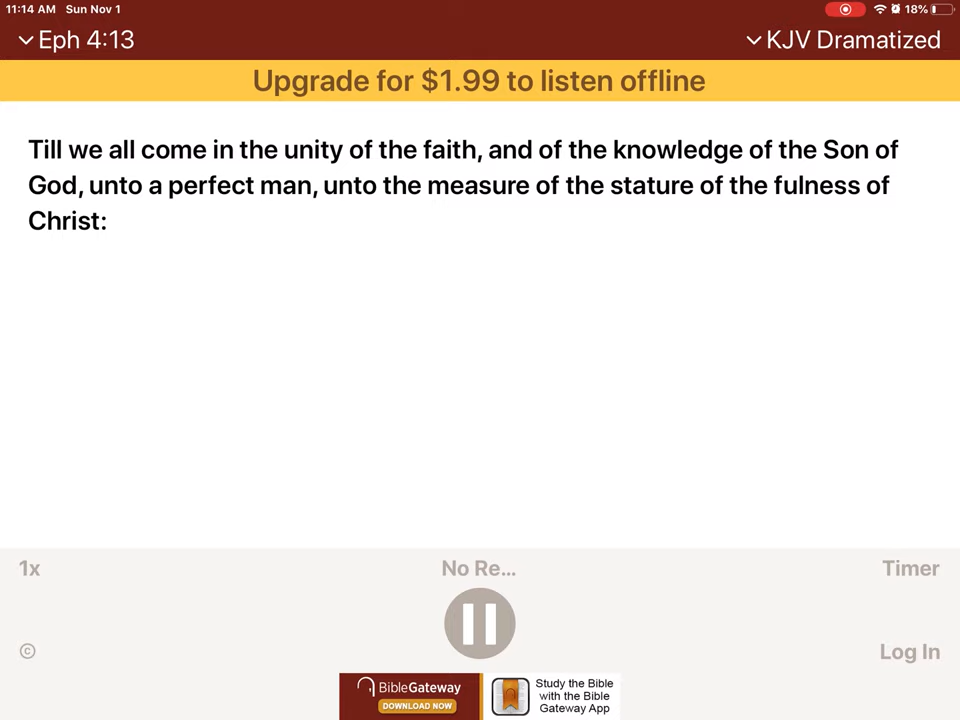 11:14 AM Sun Nov 1
18%
Eph 4:13
KJV Dramatized
Upgrade for $1.99 to listen offline
Till we all come in the unity of the faith, and of the knowledge of the Son of
God, unto a perfect man, unto the measure of the stature of the fulness of
Christ:
1x
No Re...
Timer
©
Log In
BibleGateway
DOWNLOAD NOW
Study the Bible
with the Bible
Gateway App